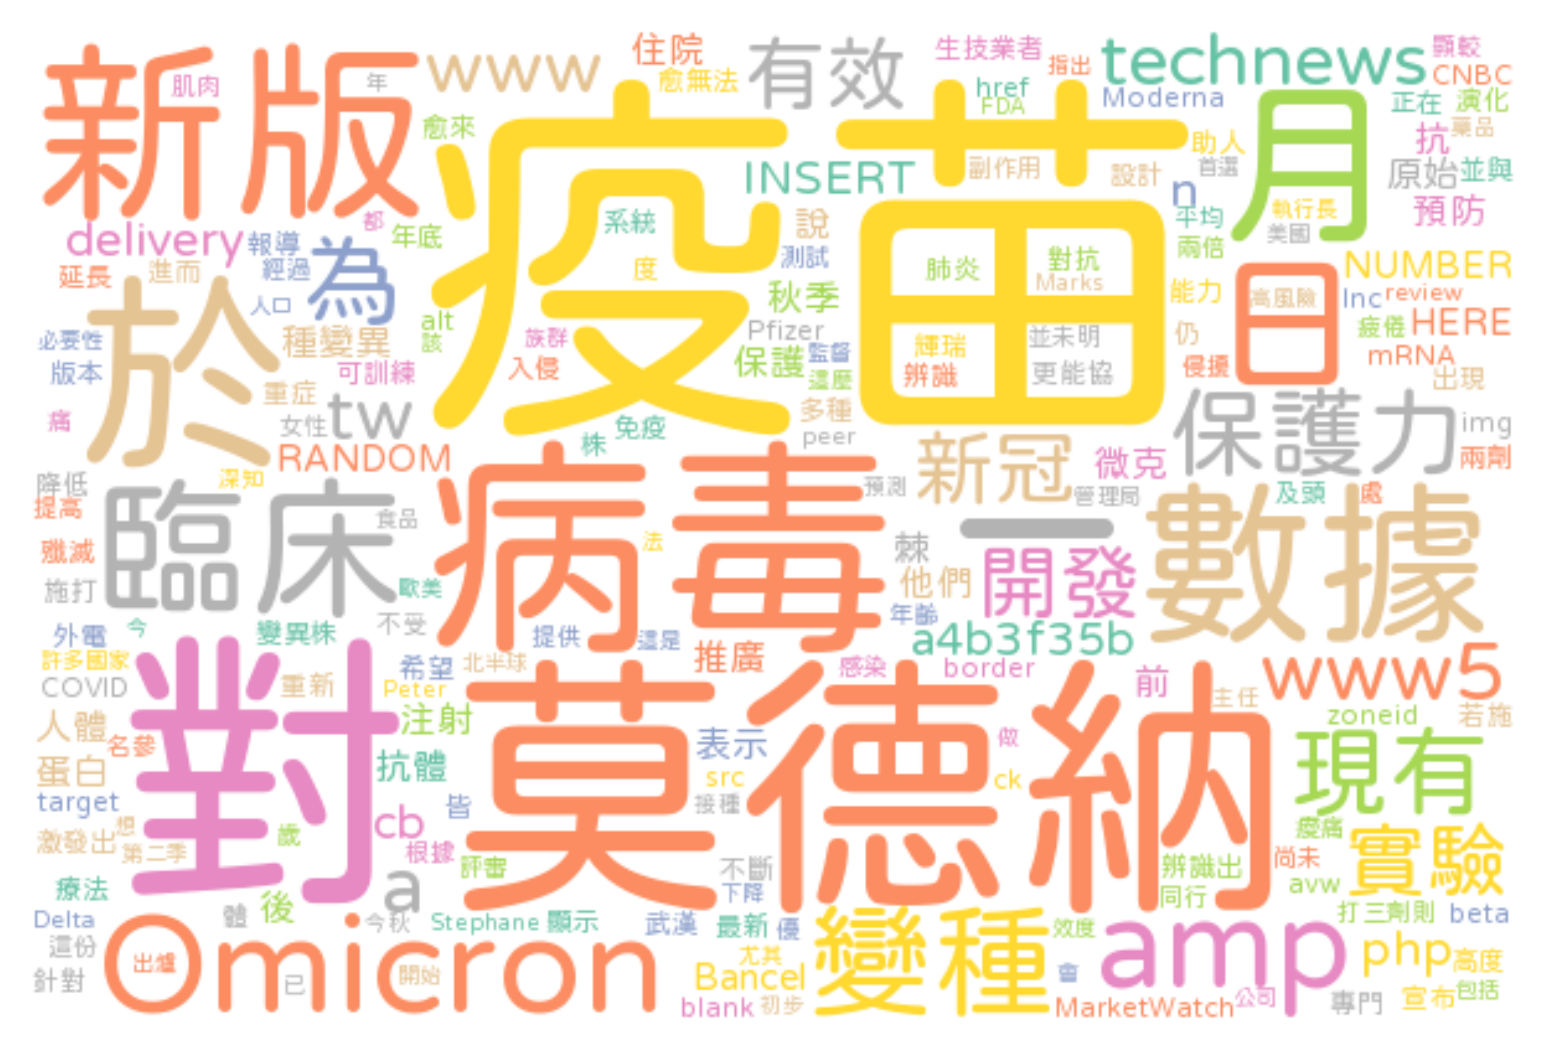 新版
www
住院
有效
生技業者
technews
顯較
肌肉
年
愈無法
指出
CNBC
href
FDA
Moderna
正在
演化
愈來
疫苗
月
助人
抗
藥品
INSERT
副作用
設計
首選
原始
並與
n
預防
delivery
都
年底
系統
說
平均
執行長
報導
為
測試
兩倍
美國
延長
進而
經過
度
肺炎
對抗
Marks
日
NUMBER
於
人口
alt
秋季
能力
高風險
Inc
review
必要性
種變異
該
族群
Pfizer
輝瑞
並未明
仍
疲倦
HERE
版本
可訓練
入侵
保護
監督
辨識
更能協
侵擾
mRNA
重症
這麼
出現
痛
女性
tw
多種
保護力
img
株
免疫
peer
RANDOM
新冠
微克
兩劑
降低
深知
病毒
預測
管理局
及頭
處
提高
臨床
食品
一
數據
殲滅
法
棘
開發
施打
歐美
他們
外電
今
變異株
不受
提供
這是
年齡
a4b3f35b
許多國家
對
希望
北半球
推廣
感染
border
前
www5
COVID
重新
Peter
莫德納
主任
zoneid
若施
人體
名參
注射
表示
做
現有
蛋白
抗體
src
ck
target
皆
接種
激發出
想
歲
cb
痠痛
實驗
第二季
根據
評審
不斷
辨識出
尚未
療法
a
下降
同行
avw
Delta
體
後
今秋
Stephane
顯示
武漢
最新
優
變種
效度
amp
打三劑則
beta
這份
Omicron
出爐
尤其
php
高度
針對
已
開始
Bancel
會
blank
初步
MarketWatch
公司
專門
宣布
包括